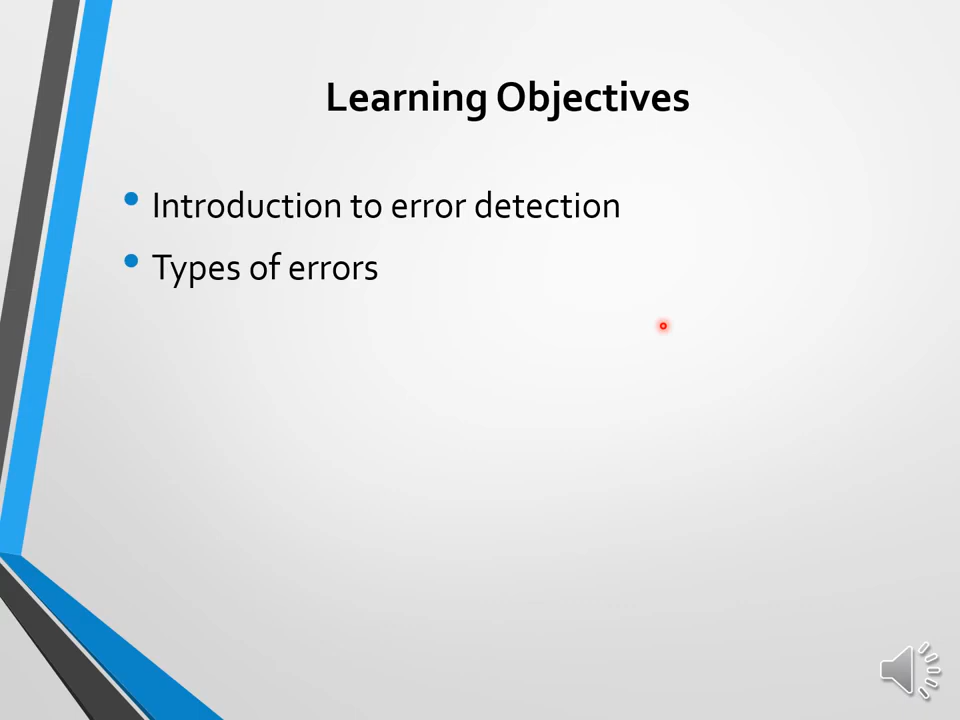 Learning Objectives
Introduction to error detection
Types of errors